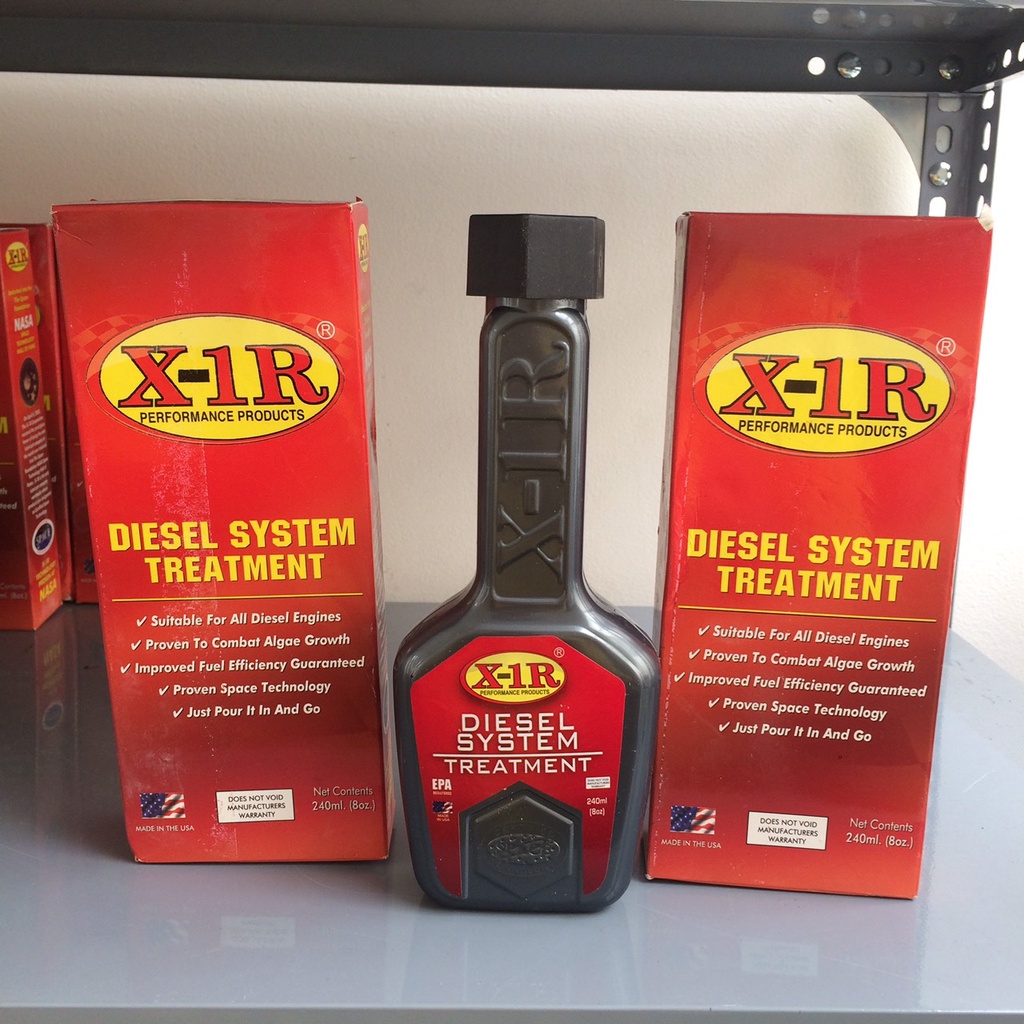 X-1R
NASA
X-1R®
PERFORMANCE PRODUCTS
DIESEL SYSTEM
TREATMENT
✓ Suitable For All Diesel Engines
✓ Proven To Combat Algae Growth
✓ Improved Fuel Efficiency Guaranteed
✓ Proven Space Technology
✓ Just Pour It In And Go
MADE IN THE USA
DOES NOT VOID
MANUFACTURERS
WARRANTY
Net Contents
240ml. (8oz.)
X-1R
X-1R®
PERFORMANCE PRODUCTS
DIESEL
SYSTEM
TREATMENT
EPA
MADE IN
USA
240ml
(8oz)
X-1R®
PERFORMANCE PRODUCTS
DIESEL SYSTEM
TREATMENT
✓ Suitable For All Diesel Engines
✓ Proven To Combat Algae Growth
✓ Improved Fuel Efficiency Guaranteed
✓ Proven Space Technology
✓ Just Pour It In And Go
MADE IN THE USA
DOES NOT VOID
MANUFACTURERS
WARRANTY
Net Contents
240ml. (8oz.)